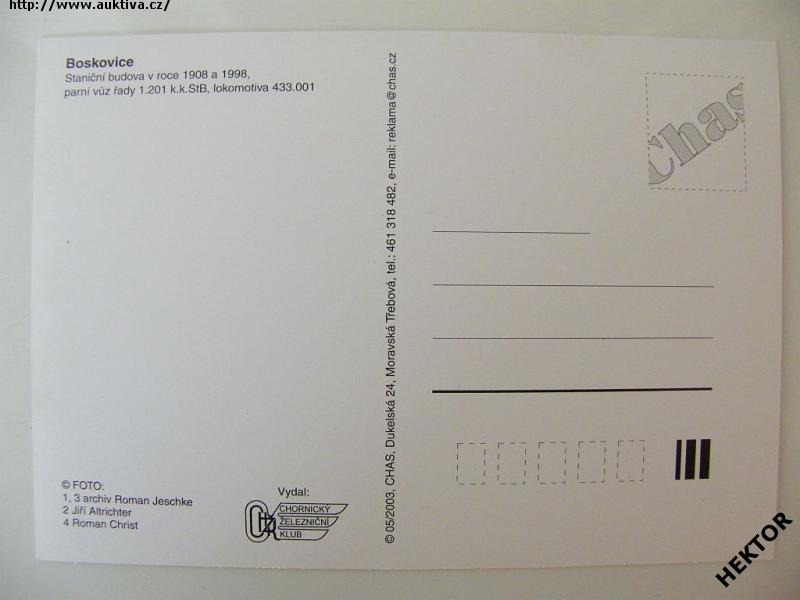 http://www.auktiva.cz/
Boskovice
Staniční budova v roce 1908 a 1998,
parní vůz řady 1.201 k.k.StB, lokomotiva 433.001
© FOTO:
1, 3 archiv Roman Jeschke
2 Jiří Altrichter
4 Roman Christ
Vydal:
CHORNICKÝ
ŽELEZNIČNÍ
KLUB
© 05/2003, CHAS, Dukelská 24, Moravská Třebová, tel.: 461 318 482, e-mail: reklama@chas.cz
Chas
HEKTOR